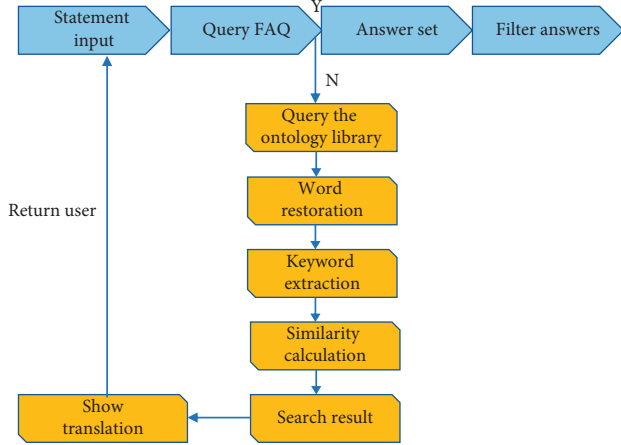 Y
Statement
input
Query FAQ
Answer set
Filter answers
N
Query the
ontology library
Word
restoration
Return user
Keyword
extraction
Similarity
calculation
Show
translation
Search result